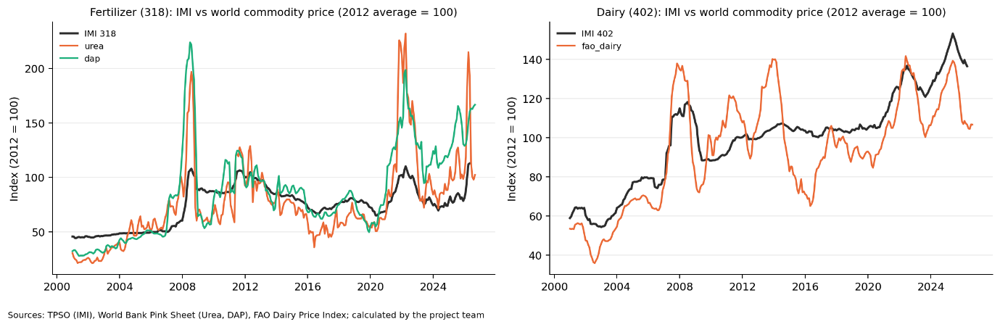 Fertilizer (318): IMI vs world commodity price (2012 average = 100)
Index (2012 = 100)
IMI 318
urea
dap
200
150
100
50
2000 2004 2008 2012 2016 2020 2024
Dairy (402): IMI vs world commodity price (2012 average = 100)
Index (2012 = 100)
IMI 402
fao_dairy
140
120
100
80
60
40
2000 2004 2008 2012 2016 2020 2024
Sources: TPSO (IMI), World Bank Pink Sheet (Urea, DAP), FAO Dairy Price Index; calculated by the project team